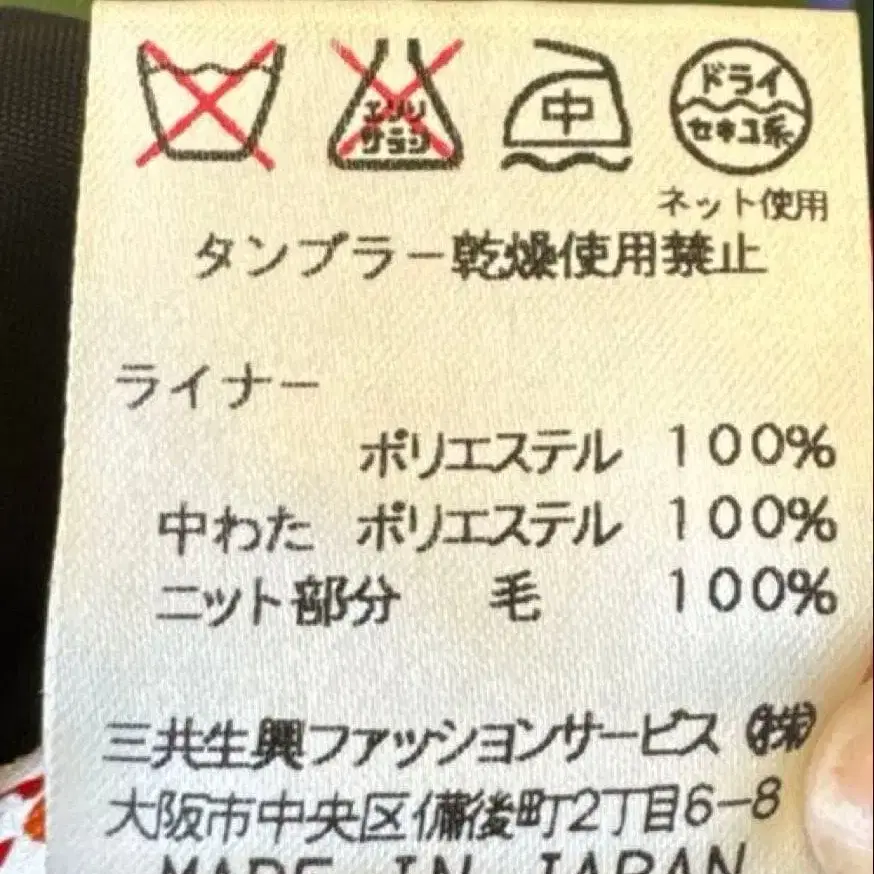 エンソ サラシ 中 ドライ セキユ系
ネット使用
タンブラー乾燥使用禁止
ライナー
ポリエステル 100%
中わた ポリエステル 100%
ニット部分 毛 100%
三共生興ファッションサービス (株)
大阪市中央区備後町2丁目6-8
MADE IN JAPAN